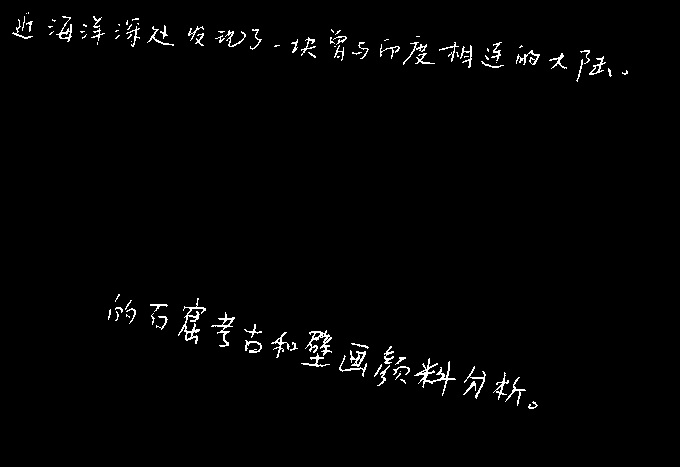 近海洋深处发现了一块曾与印度相连的大陆。
的石窟考古和壁画颜料分析。